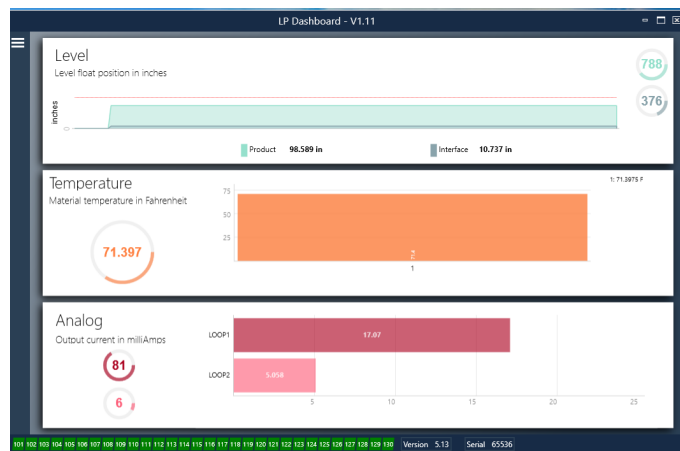 LP Dashboard - V1.11
Level
Level float position in inches
788
376
inches
0
Product 98.589 in Interface 10.737 in
Temperature
Material temperature in Fahrenheit
1: 71.3975 F
75
50
25
71.4
1
71.397
Analog
Output current in milliAmps
81
6
LOOP1 17.07
LOOP2 5.058
5 10 15 20 25
101 102 103 104 105 106 107 108 109 110 111 112 113 114 115 116 117 118 119 120 121 122 123 124 125 126 127 128 129 130 Version 5.13 Serial 65536